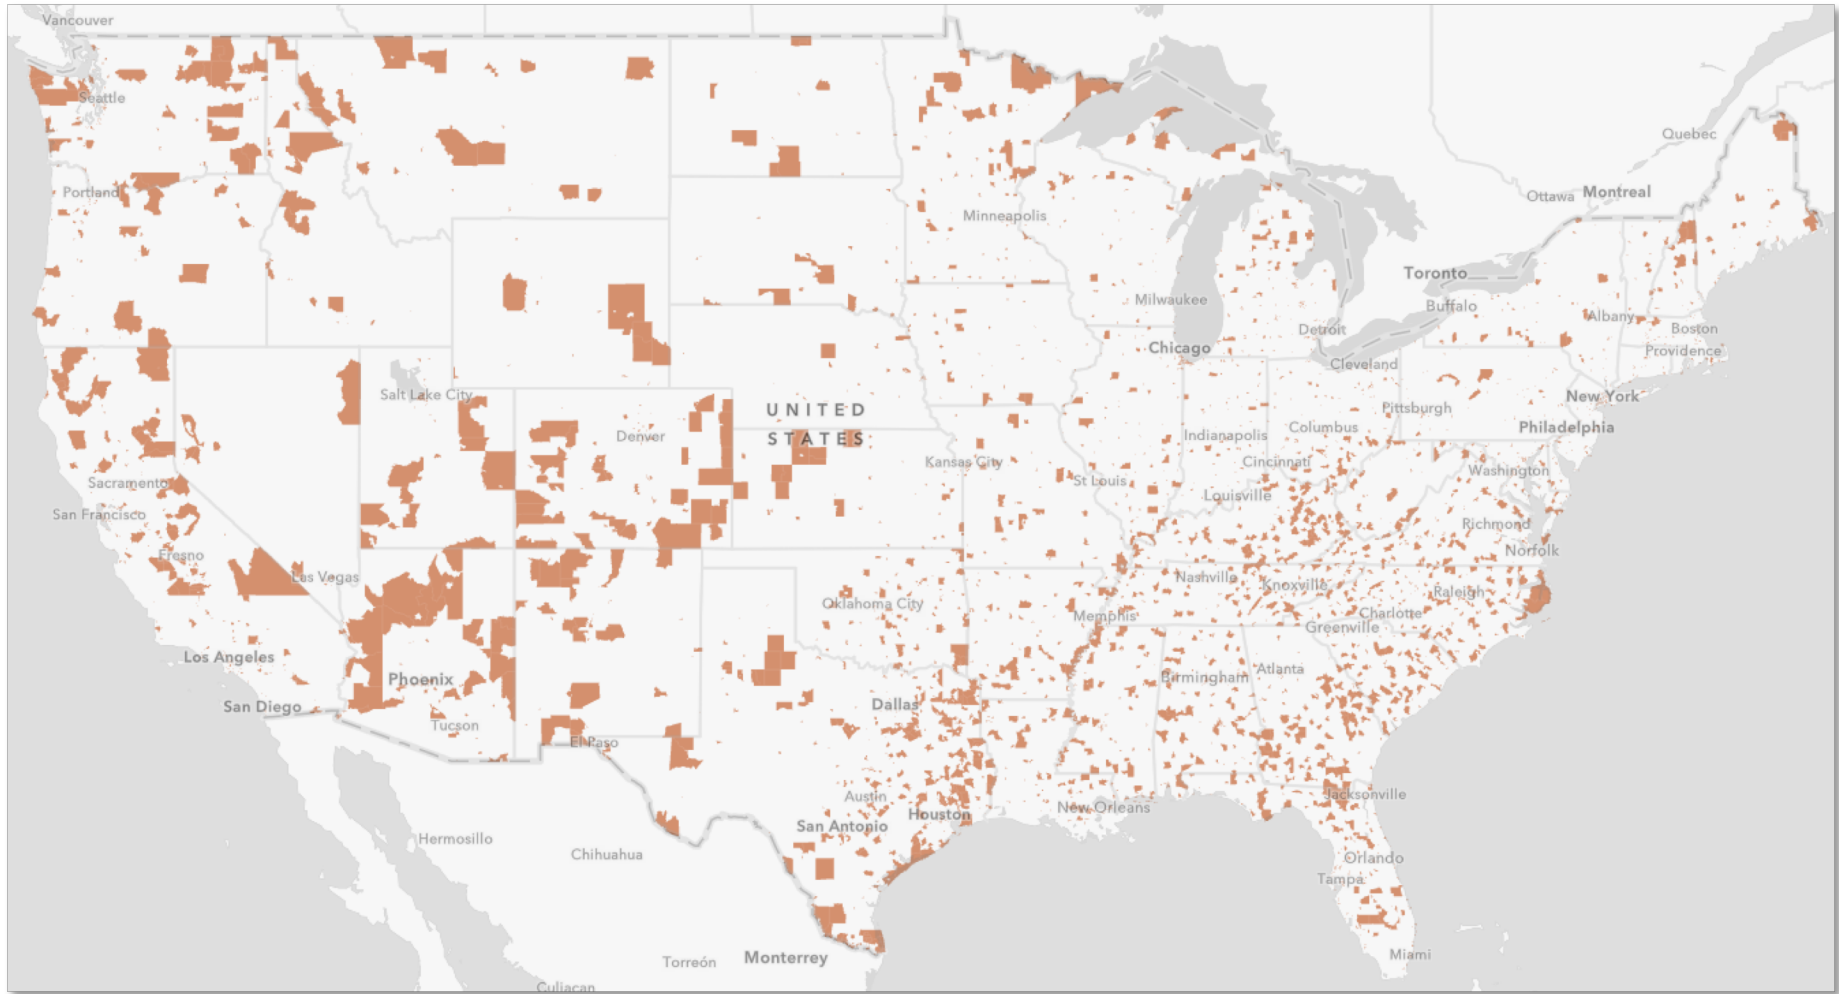 Vancouver
Seattle
Quebec
Portland
Ottawa
Montreal
Minneapolis
Toronto
Milwaukee
Buffalo
Albany
Boston
Detroit
Providence
Chicago
Cleveland
Salt Lake City
New York
UNITED
STATES
Pittsburgh
Denver
Indianapolis
Columbus
Philadelphia
Kansas City
Cincinnati
Washington
Sacramento
St Louis
Louisville
San Francisco
Richmond
Fresno
Norfolk
Las Vegas
Nashville
Knoxville
Raleigh
Oklahoma City
Memphis
Charlotte
Greenville
Los Angeles
Phoenix
Birmingham
Atlanta
San Diego
Dallas
Tucson
El Paso
Austin
Jacksonville
New Orleans
Houston
San Antonio
Hermosillo
Chihuahua
Orlando
Tampa
Miami
Torreón
Monterrey
Culiacan